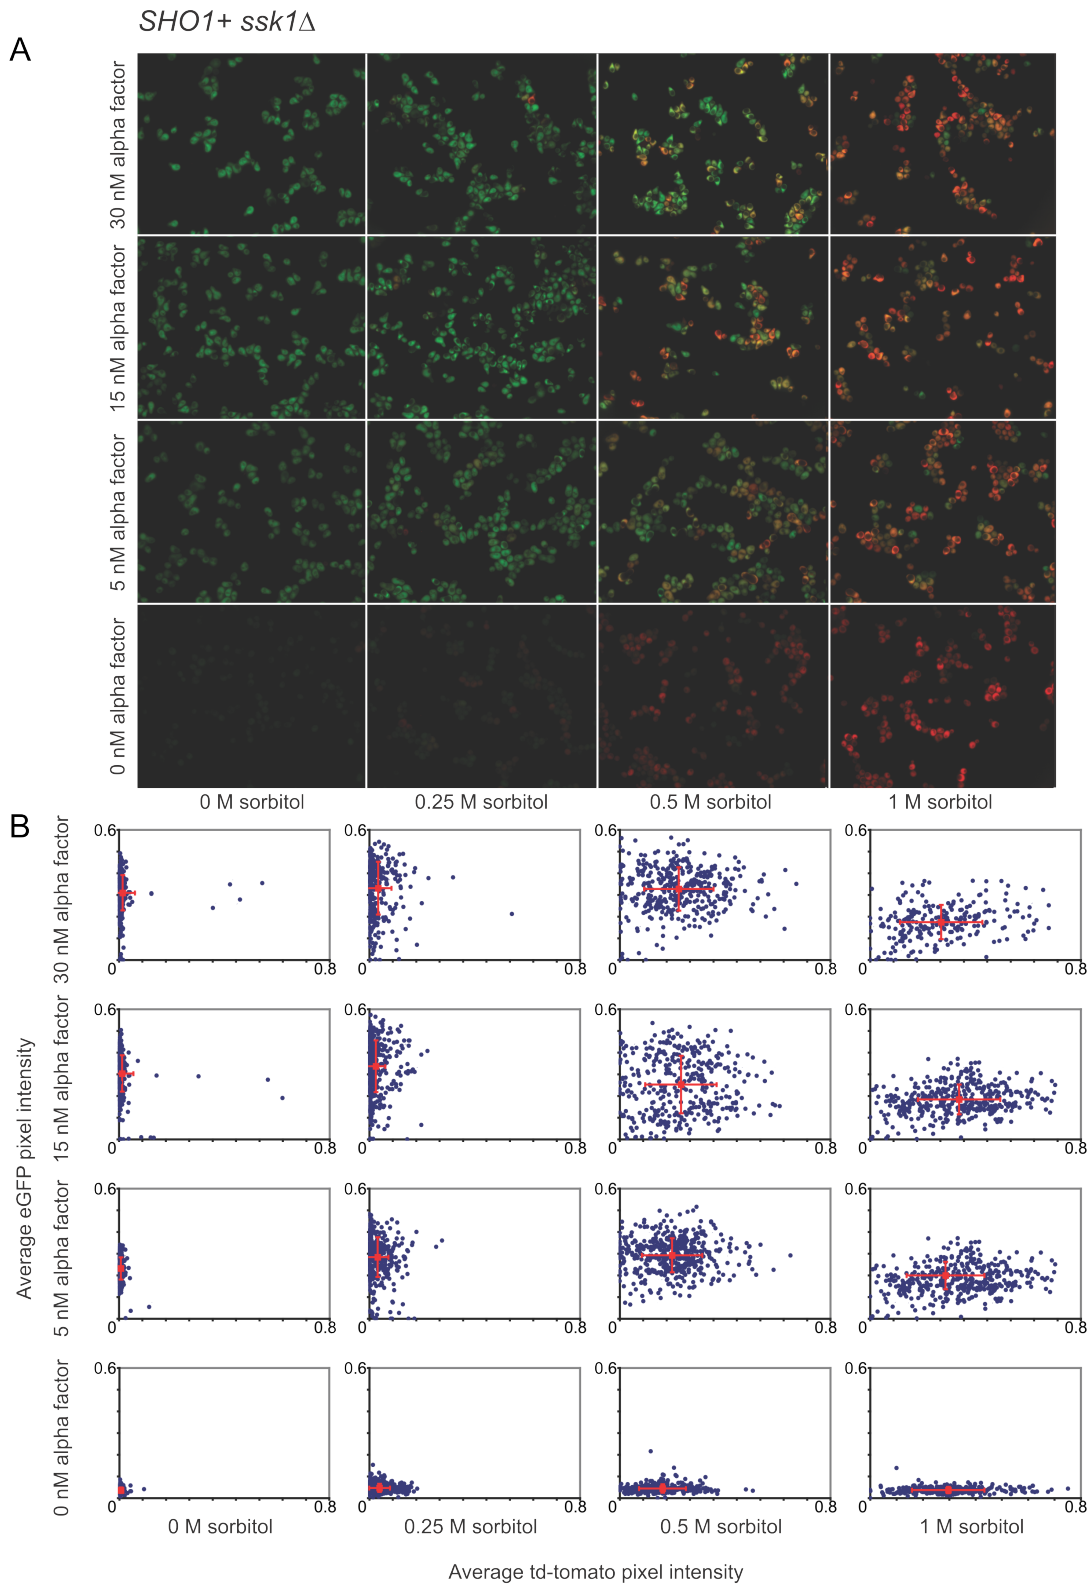 SHO1+ ssk1Δ
A
30 nM alpha factor
15 nM alpha factor
5 nM alpha factor
0 nM alpha factor
0 M sorbitol 0.25 M sorbitol 0.5 M sorbitol 1 M sorbitol
B
Average eGFP pixel intensity
30 nM alpha factor
0.6 0.6 0.6 0.6
0 0.8 0 0.8 0 0.8 0 0.8
15 nM alpha factor
0.6 0.6 0.6 0.6
0 0.8 0 0.8 0 0.8 0 0.8
5 nM alpha factor
0.6 0.6 0.6 0.6
0 0.8 0 0.8 0 0.8 0 0.8
0 nM alpha factor
0.6 0.6 0.6 0.6
0 0.8 0 0.8 0 0.8 0 0.8
0 M sorbitol 0.25 M sorbitol 0.5 M sorbitol 1 M sorbitol
Average td-tomato pixel intensity